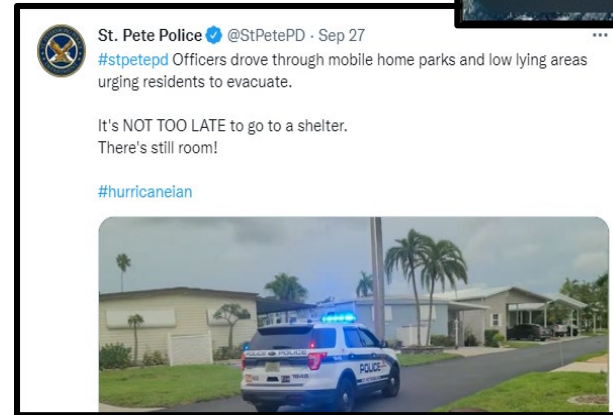 St. Pete Police @StPetePD · Sep 27
#stpetepd Officers drove through mobile home parks and low lying areas
urging residents to evacuate.
It's NOT TOO LATE to go to a shelter.
There's still room!
#hurricaneian
POLICE POLICE
POLICE